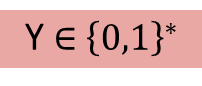 Y ∈ {0,1}*